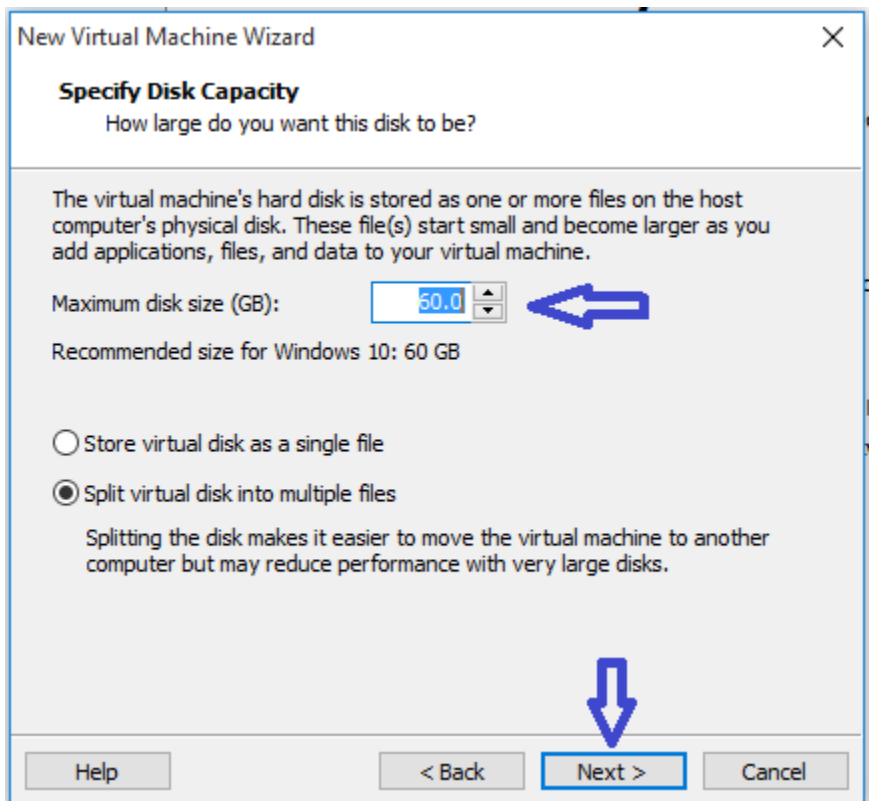 New Virtual Machine Wizard
Specify Disk Capacity
How large do you want this disk to be?
The virtual machine's hard disk is stored as one or more files on the host
computer's physical disk. These file(s) start small and become larger as you
add applications, files, and data to your virtual machine.
Maximum disk size (GB): 60.0
Recommended size for Windows 10: 60 GB
Store virtual disk as a single file
Split virtual disk into multiple files
Splitting the disk makes it easier to move the virtual machine to another
computer but may reduce performance with very large disks.
Help < Back Next > Cancel